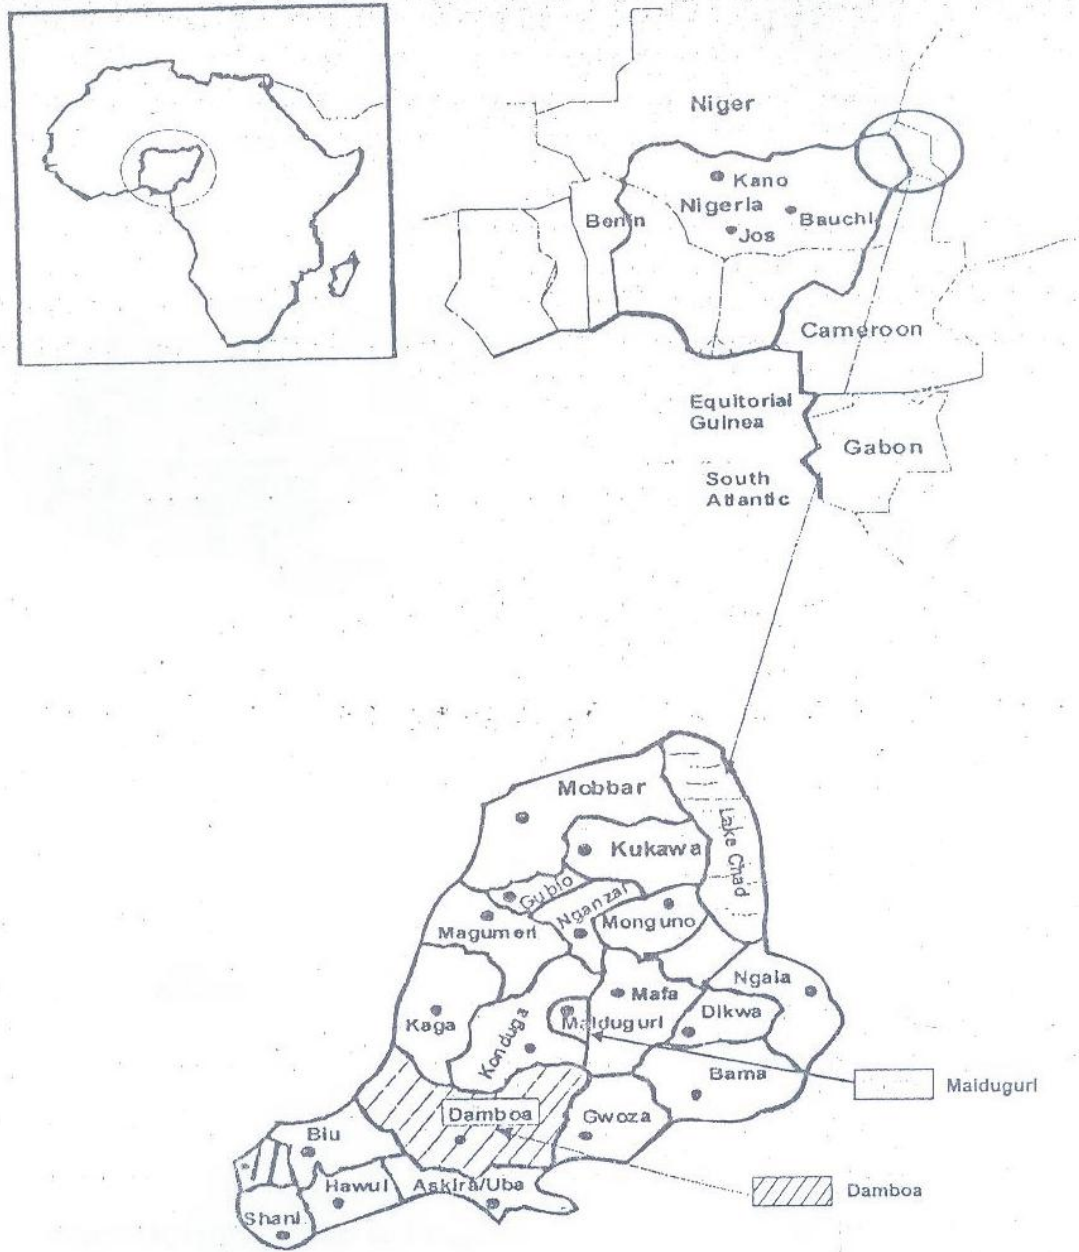 Niger
Kano
Nigeria
Benin
Bauchi
Jos
Cameroon
Equitorial
Guinea
Gabon
South
Atlantic
Mobbar
Lake Chad
Kukawa
Gubio
Nganzai
Monguno
Magumeri
Ngala
Mafa
Dikwa
Kaga
Konduga
Maiduguri
Bama
Maiduguri
Damboa
Gwoza
Biu
Hawul
Askira/Uba
Damboa
Shani